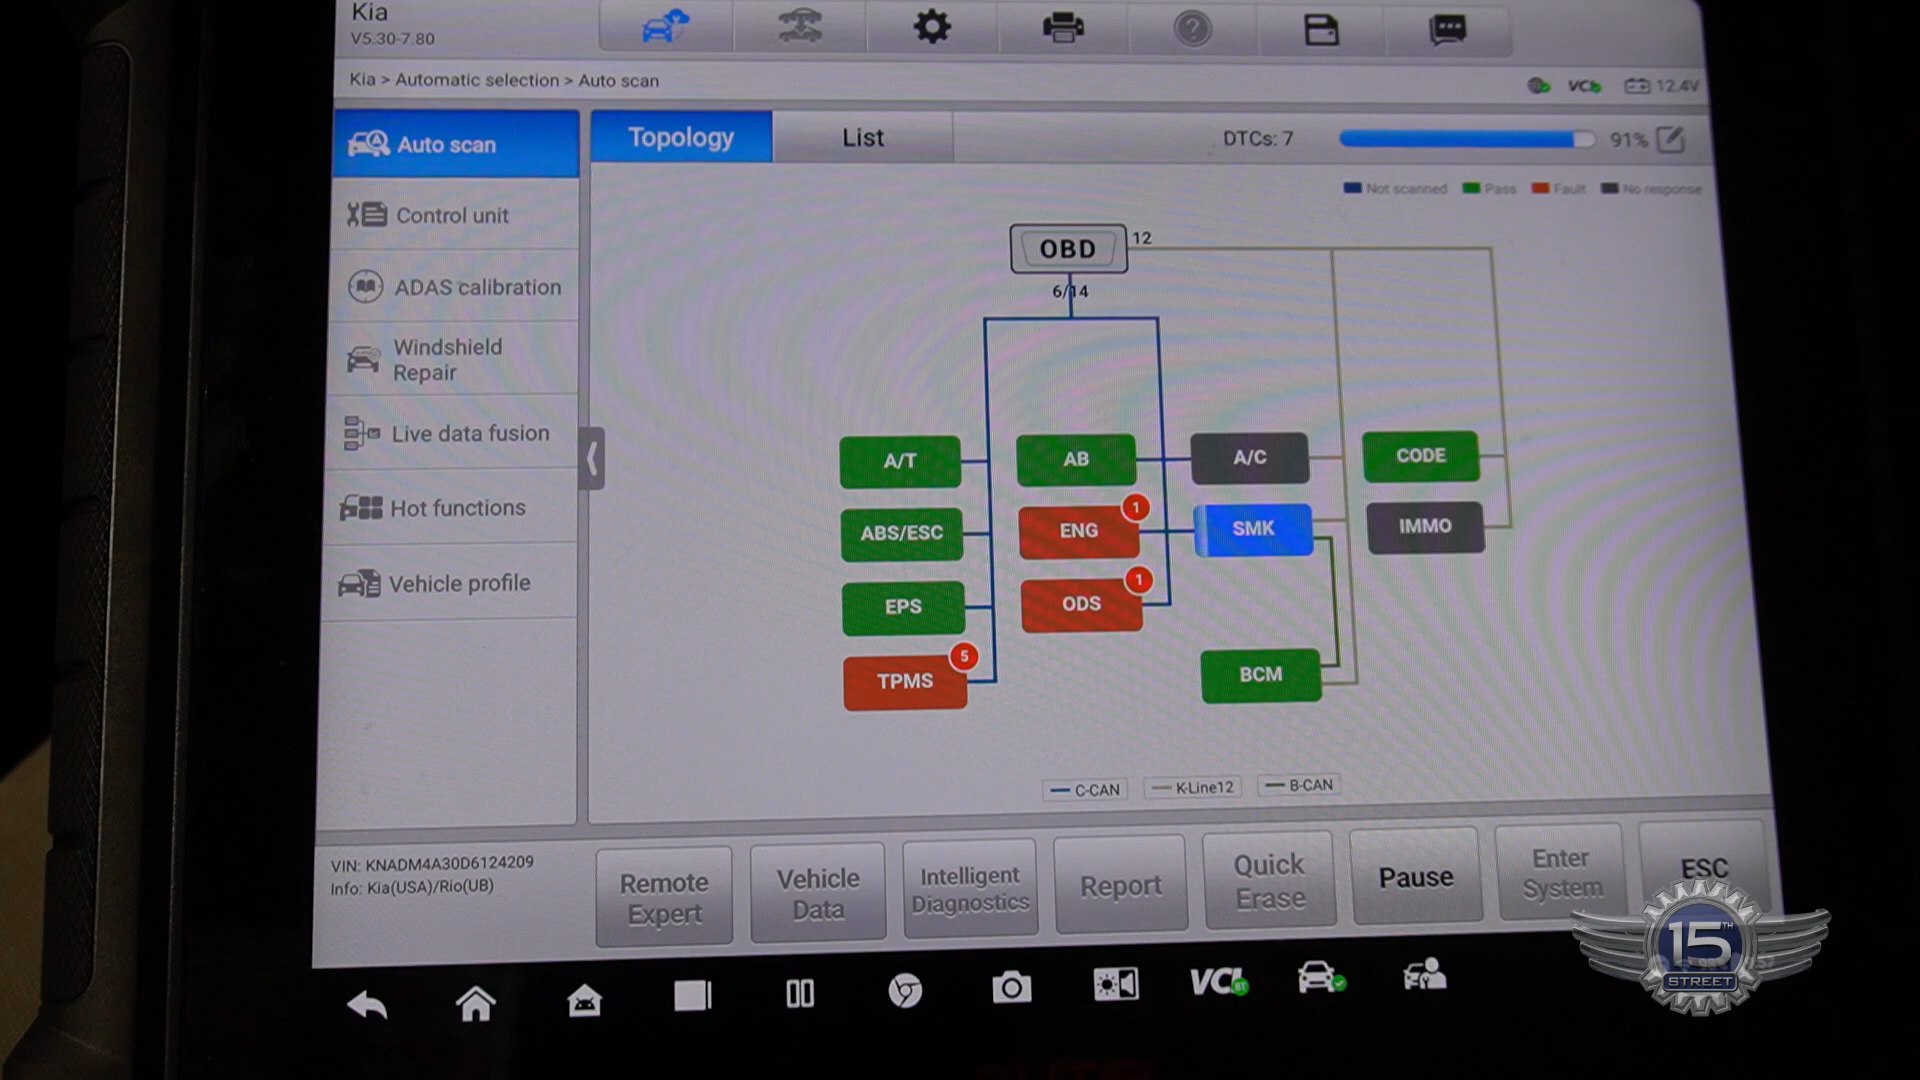 Kia
V5.30-7.80
Kia > Automatic selection > Auto scan
VCI
12.4V
Auto scan
Control unit
ADAS calibration
Windshield
Repair
Live data fusion
Hot functions
Vehicle profile
Topology
List
DTCs: 7
91%
Not scanned
Pass
Fault
No response
OBD
12
6/14
A/T
AB
A/C
CODE
ABS/ESC
ENG
1
SMK
IMMO
EPS
ODS
1
TPMS
5
BCM
C-CAN
K-Line12
B-CAN
VIN: KNADM4A30D6124209
Info: Kia(USA)/Rio(UB)
Remote
Expert
Vehicle
Data
Intelligent
Diagnostics
Report
Quick
Erase
Pause
Enter
System
ESC
VCI
BT
15TH
STREET